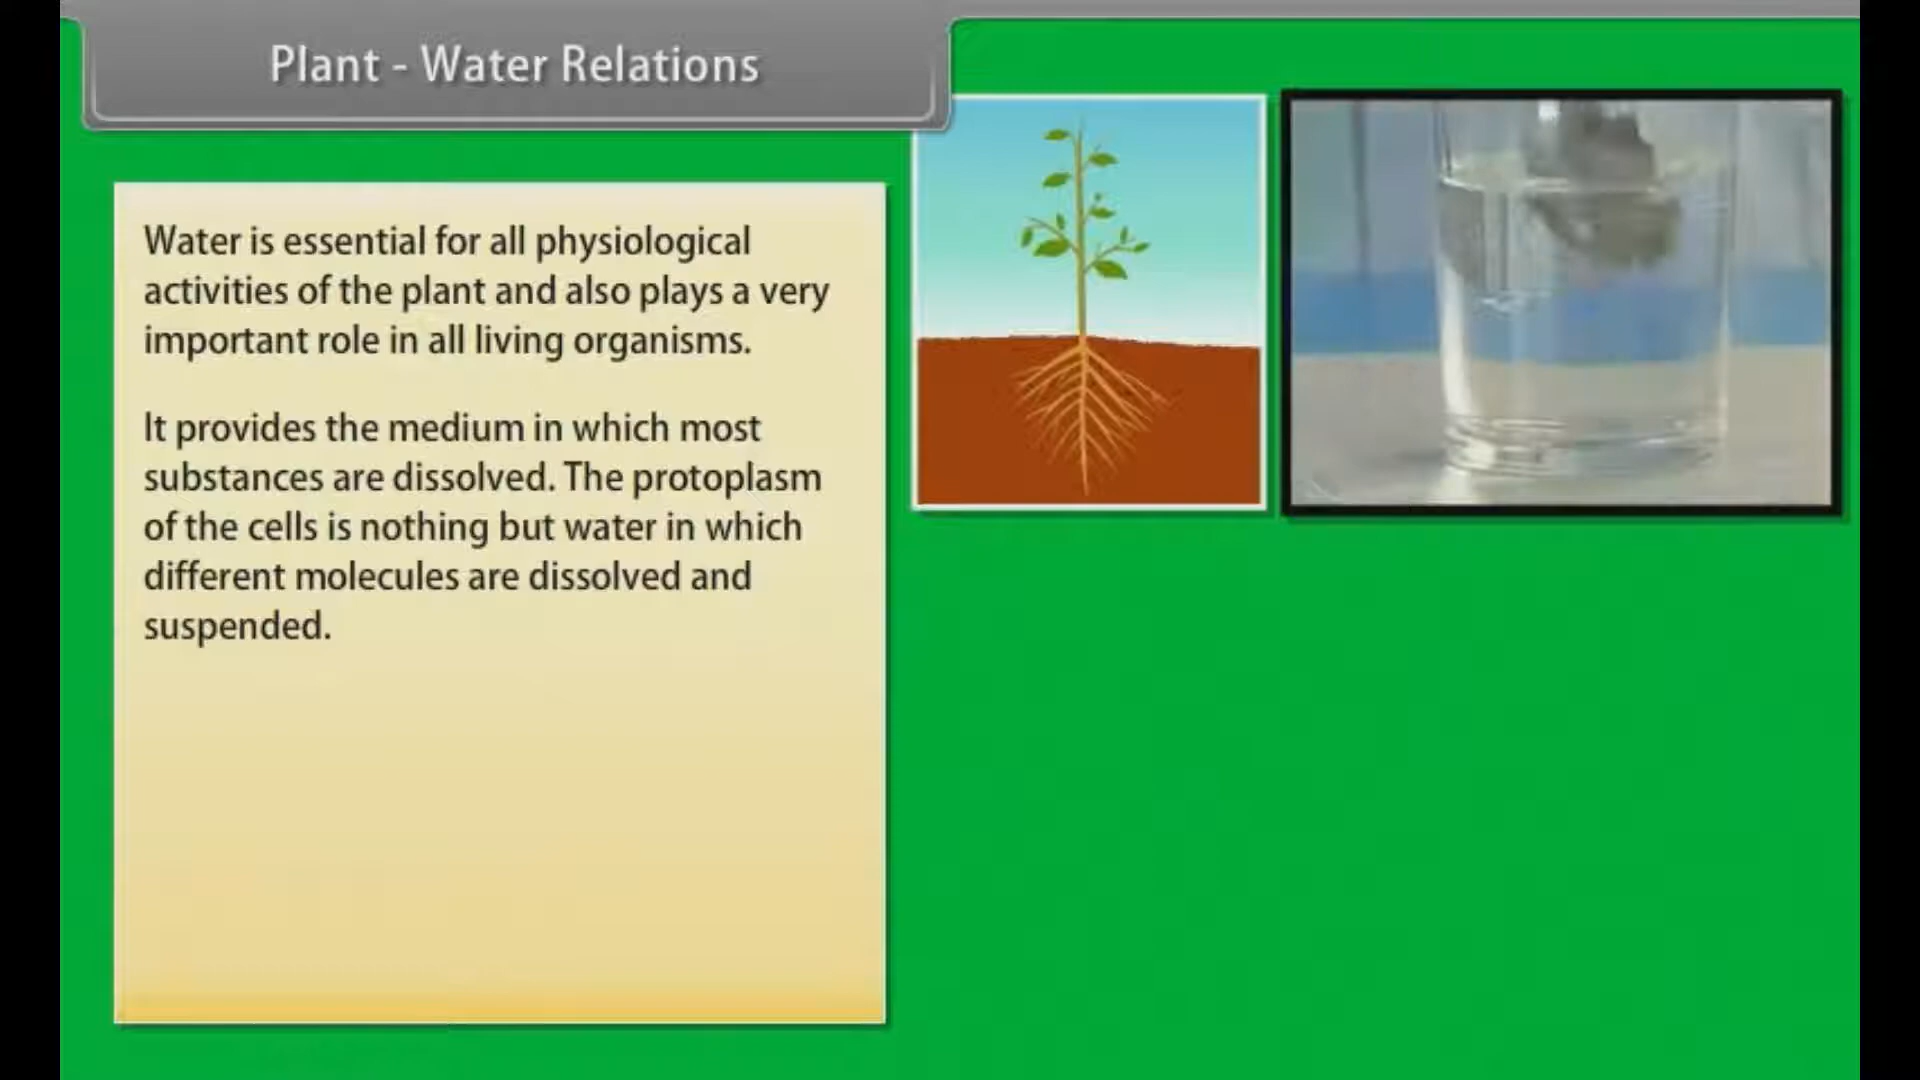 Plant - Water Relations
Water is essential for all physiological
activities of the plant and also plays a very
important role in all living organisms.
It provides the medium in which most
substances are dissolved. The protoplasm
of the cells is nothing but water in which
different molecules are dissolved and
suspended.